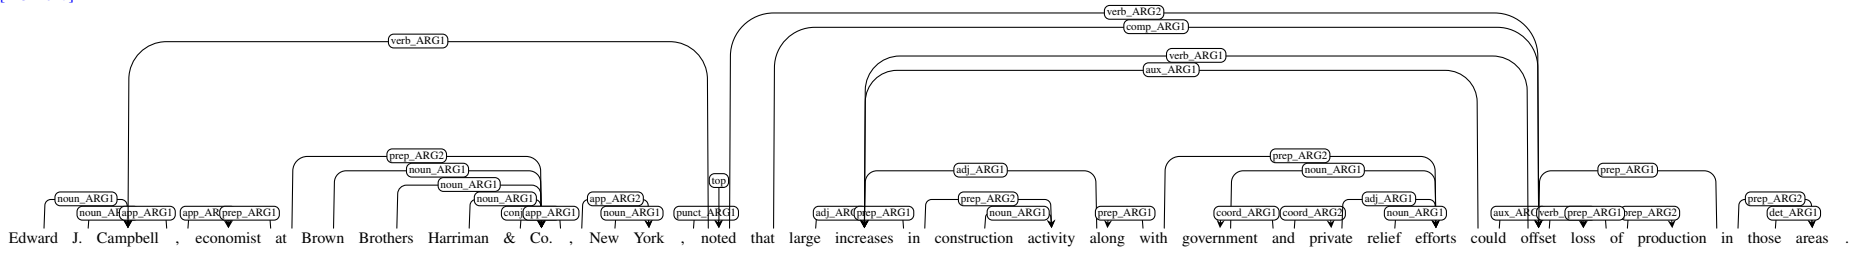 verb_ARG2
comp_ARG1
verb_ARG1
verb_ARG1
aux_ARG1
prep_ARG2 prep_ARG2
noun_ARG1 adj_ARG1 noun_ARG1 prep_ARG1
noun_ARG1 top
noun_ARG1 noun_ARG1 app_ARG2 prep_ARG2 adj_ARG1 prep_ARG2
app_ARG1 prep_ARG1 app_ARG1 noun_ARG1 punct_ARG1 prep_ARG1 noun_ARG1 prep_ARG1 coord_ARG1 coord_ARG2 noun_ARG1 prep_ARG1 prep_ARG2 det_ARG1
Edward J. Campbell , economist at Brown Brothers Harriman & Co. , New York , noted that large increases in construction activity along with government and private relief efforts could offset loss of production in those areas .